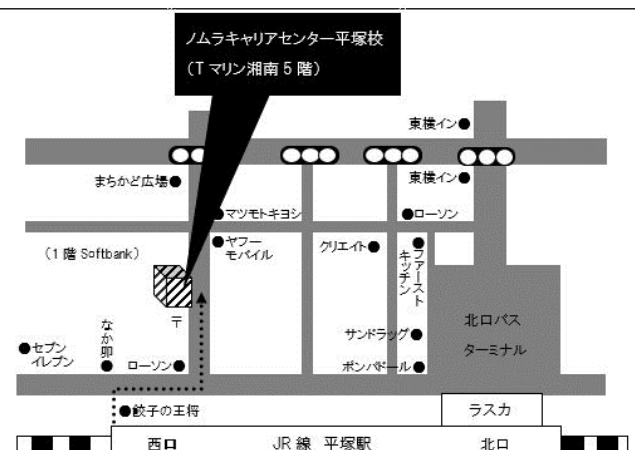 ノムラキャリアセンター平塚校
（Tマリン湘南5階）
東横イン●
まちかど広場●
東横イン●
●マツモトキヨシ
●ローソン
（1階 Softbank）
●ヤフー
モバイル
クリエイト●
●ファースト
キッチン
〒
北口バス
ターミナル
●セブン
イレブン
なか卯
●
ローソン●
サンドラッグ●
ポンパドール●
●餃子の王将
ラスカ
西口
JR線 平塚駅
北口